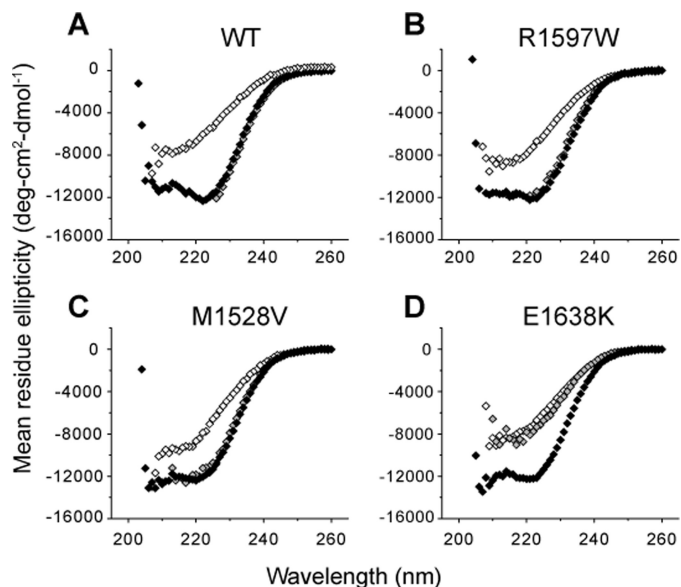 A
WT
B
R1597W
0
-4000
-8000
-12000
-16000
200 220 240 260
0
-4000
-8000
-12000
-16000
200 220 240 260
C
M1528V
D
E1638K
0
-4000
-8000
-12000
-16000
200 220 240 260
0
-4000
-8000
-12000
-16000
200 220 240 260
Mean residue ellipticity (deg-cm²-dmol⁻¹)
Wavelength (nm)